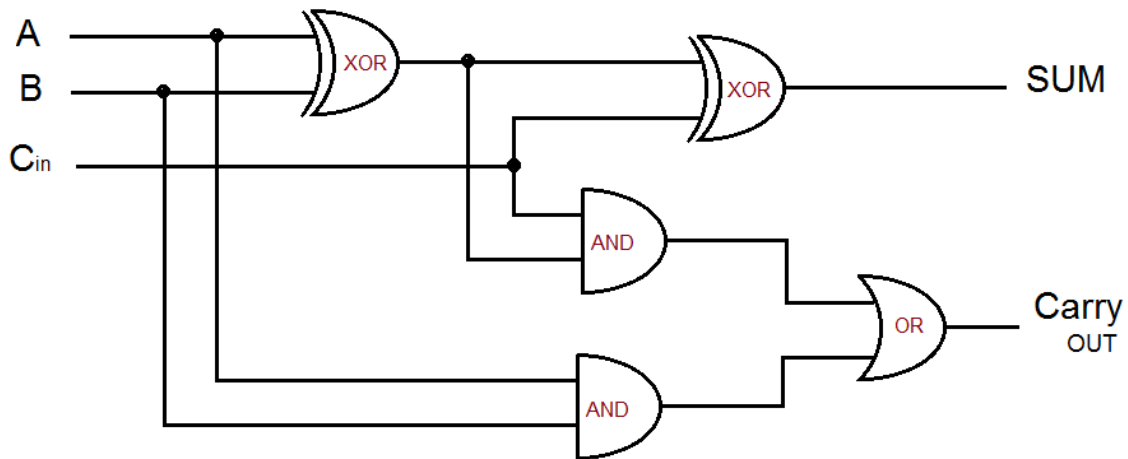 A
XOR
XOR
SUM
B
Cin
AND
OR
Carry
OUT
AND